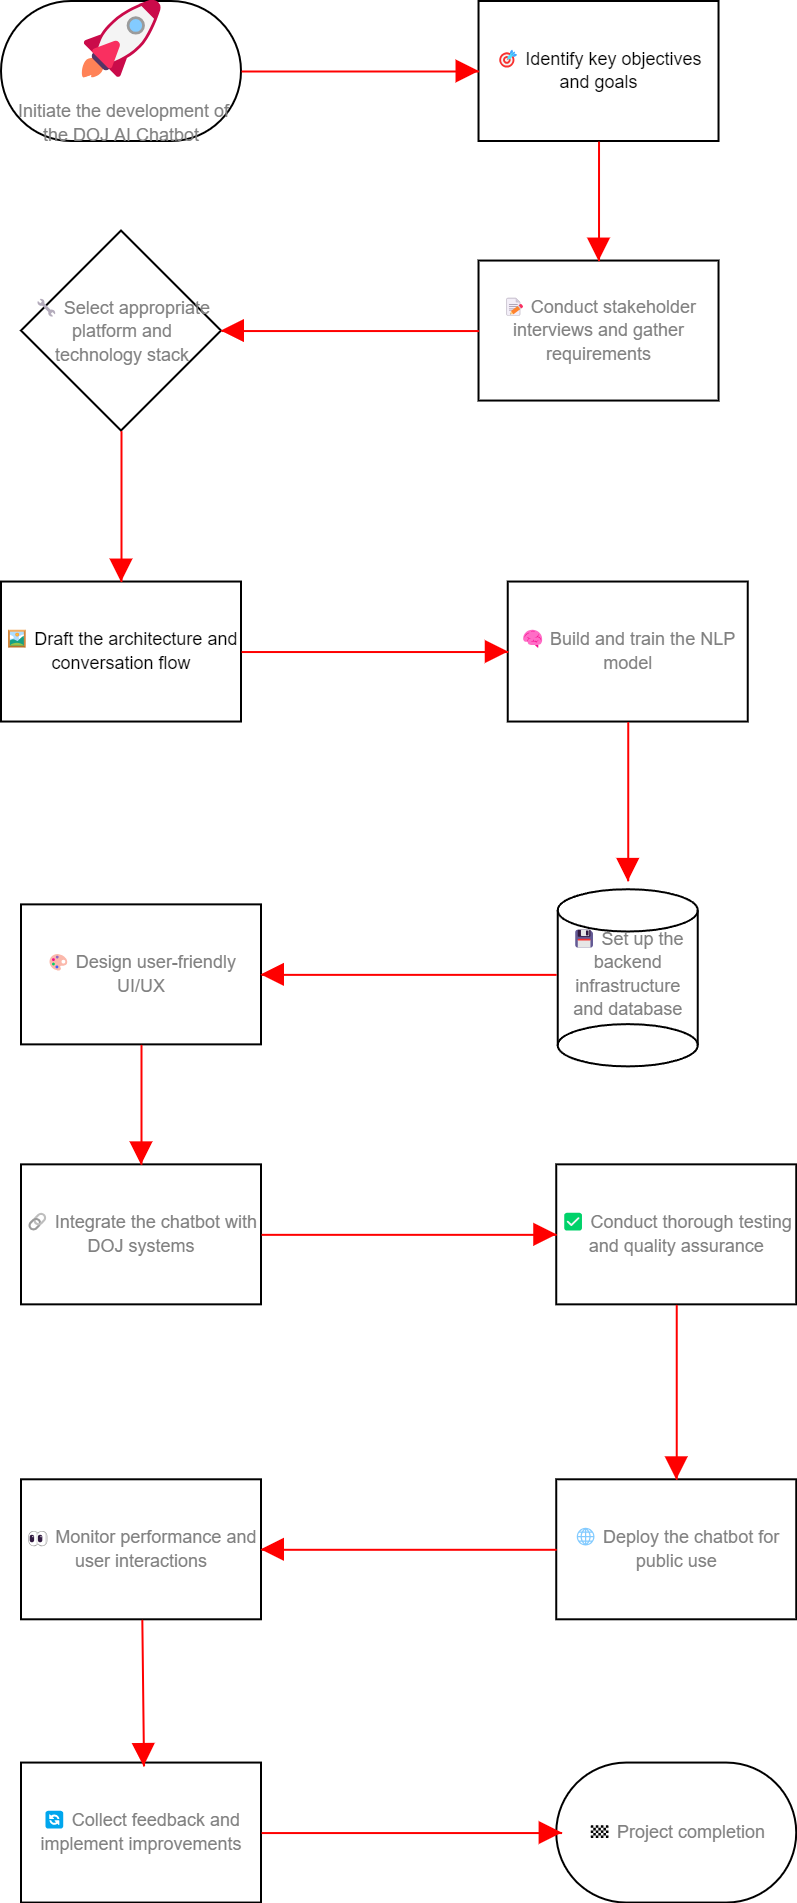 Initiate the development of
the DOJ AI Chatbot
Identify key objectives
and goals
Conduct stakeholder
interviews and gather
requirements
Select appropriate
platform and
technology stack
Draft the architecture and
conversation flow
Build and train the NLP
model
Set up the
backend
infrastructure
and database
Design user-friendly
UI/UX
Integrate the chatbot with
DOJ systems
Conduct thorough testing
and quality assurance
Deploy the chatbot for
public use
Monitor performance and
user interactions
Collect feedback and
implement improvements
Project completion